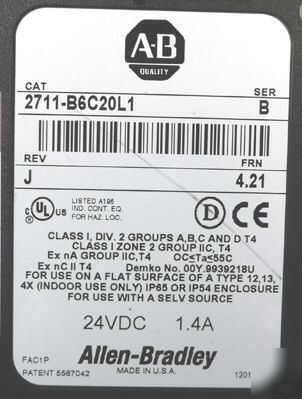 A-B
QUALITY
CAT
SER
2711-B6C20L1
B
REV
FRN
J
4.21
C UL US
LISTED A196
IND. CONT. EQ.
FOR HAZ. LOC.
D
CLASS I, DIV. 2 GROUPS A,B,C AND D T4
CLASS I ZONE 2 GROUP IIC, T4
Ex nA GROUP IIC,T4 OC≤Ta≤55C
Ex nC II T4 Demko No. 00Y.9939218U
FOR USE ON A FLAT SURFACE OF A TYPE 12,13,
4X (INDOOR USE ONLY) IP65 OR IP54 ENCLOSURE
FOR USE WITH A SELV SOURCE
24VDC 1.4A
Allen-Bradley
FAC1P
PATENT 5567042
MADE IN U.S.A.
1201